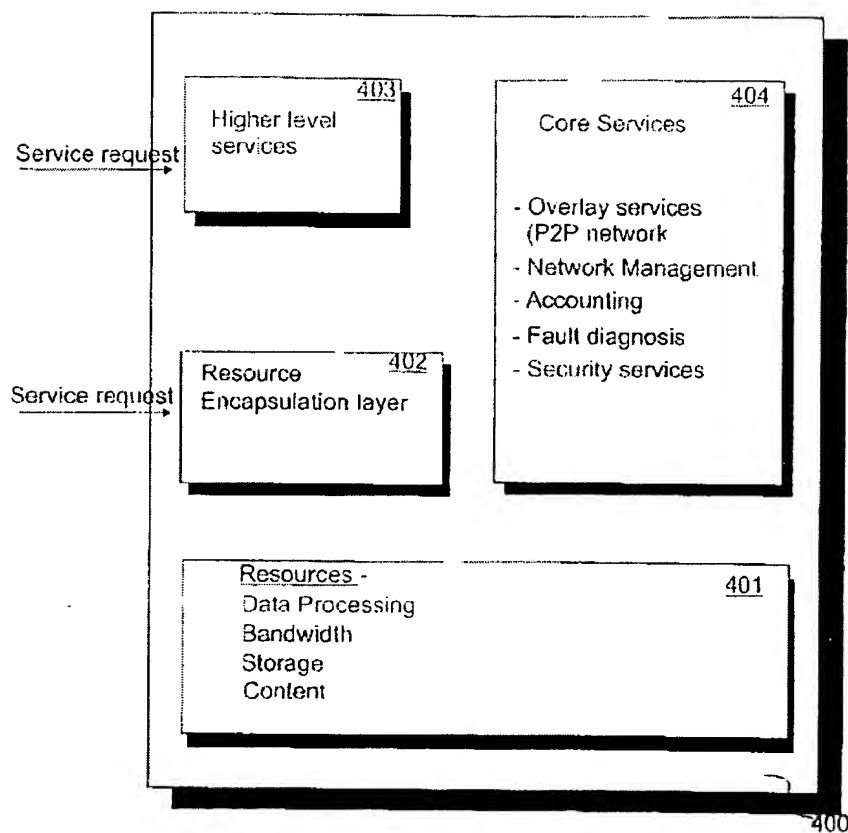 403
Higher level
services
Service request
404
Core Services
- Overlay services
(P2P network
- Network Management
- Accounting
- Fault diagnosis
- Security services
402
Resource
Encapsulation layer
Service request
401
Resources -
Data Processing
Bandwidth
Storage
Content
400